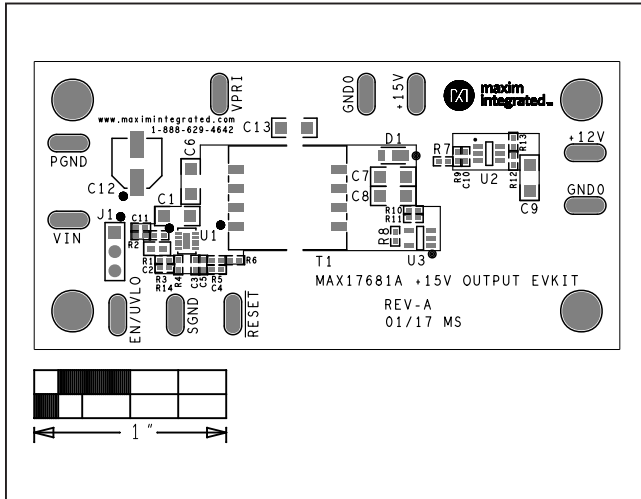 VPRI
GND0
+15V
maxim
integrated™
www.maximintegrated.com
1-888-629-4642
C13
PGND
C6
D1
R7
R13
+12V
C7
R9
C10
U2
R12
C12
C8
C9
GND0
J1
C1
R10
R11
VIN
C11
U1
R8
R2
R1
C2
R3
R14
R4
C3
C5
R5
C4
R6
T1
U3
MAX17681A +15V OUTPUT EVKIT
REV-A
01/17 MS
EN/UVLO
SGND
RESET
1"